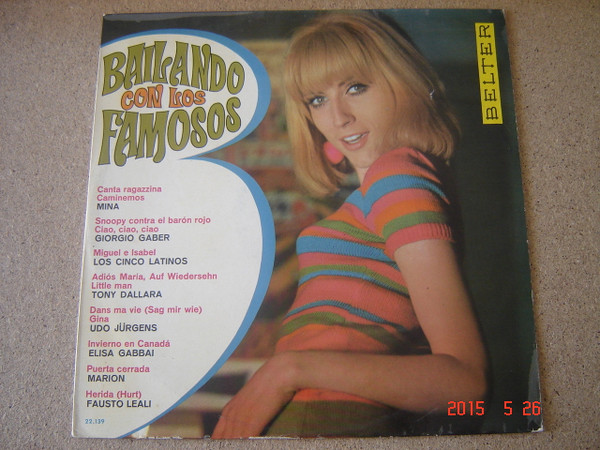 BAILANDO
CON LOS
FAMOSOS
BELTER
Canta ragazzina
Caminemos
MINA
Snoopy contra el barón rojo
Ciao, ciao, ciao
GIORGIO GABER
Miguel e Isabel
LOS CINCO LATINOS
Adiós María, Auf Wiedersehn
Little man
TONY DALLARA
Dans ma vie (Sag mir wie)
Gina
UDO JÜRGENS
Invierno en Canadá
ELISA GABBAI
Puerta cerrada
MARION
Herida (Hurt)
FAUSTO LEALI
22.139
2015 5 26